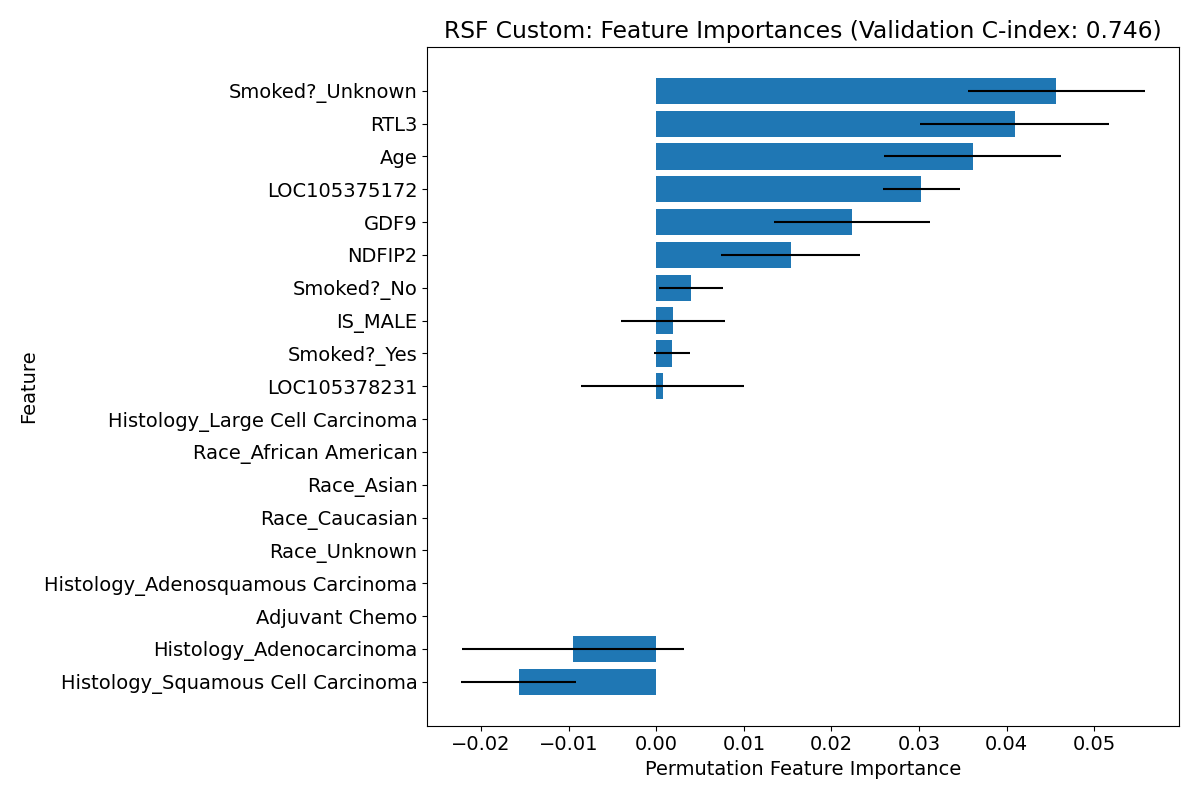 RSF Custom: Feature Importances (Validation C-index: 0.746)
Feature
Smoked?_Unknown
RTL3
Age
LOC105375172
GDF9
NDFIP2
Smoked?_No
IS_MALE
Smoked?_Yes
LOC105378231
Histology_Large Cell Carcinoma
Race_African American
Race_Asian
Race_Caucasian
Race_Unknown
Histology_Adenosquamous Carcinoma
Adjuvant Chemo
Histology_Adenocarcinoma
Histology_Squamous Cell Carcinoma
−0.02 −0.01 0.00 0.01 0.02 0.03 0.04 0.05
Permutation Feature Importance